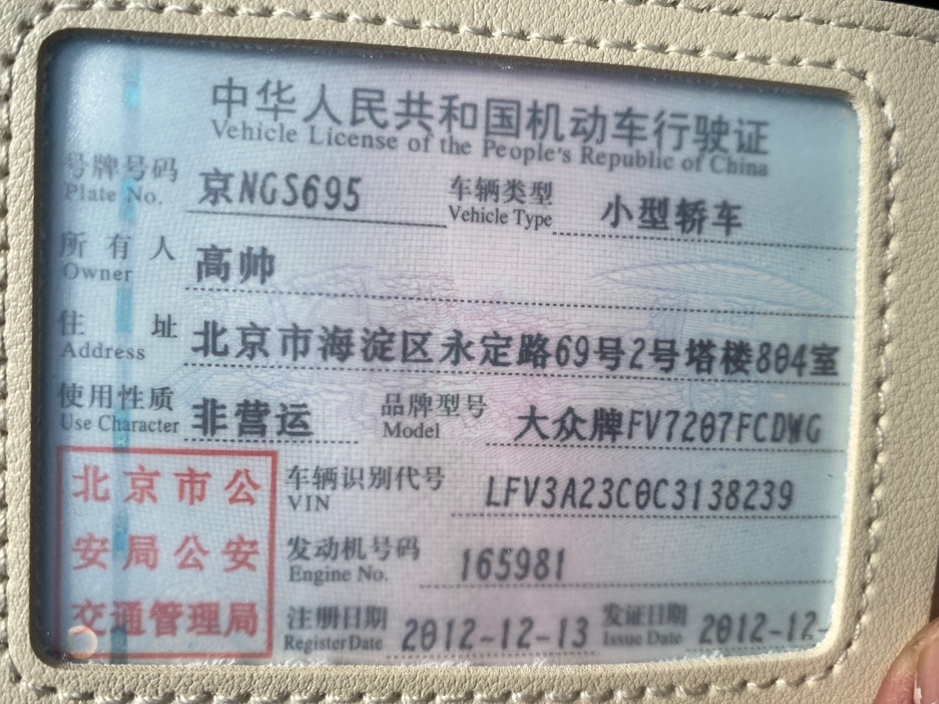 中华人民共和国机动车行驶证
Vehicle License of the People's Republic of China
号牌号码 京NGS695 车辆类型 小型轿车
Plate No. Vehicle Type
所有人 高帅
Owner
住址 北京市海淀区永定路69号2号塔楼804室
Address
使用性质 非营运 品牌型号 大众牌FV7207FCDWG
Use Character Model
北京市公 车辆识别代号 LFV3A23C0C3138239
VIN
安局公安 发动机号码 165981
Engine No.
交通管理局 注册日期 2012-12-13 发证日期 2012-12-
Register Date Issue Date